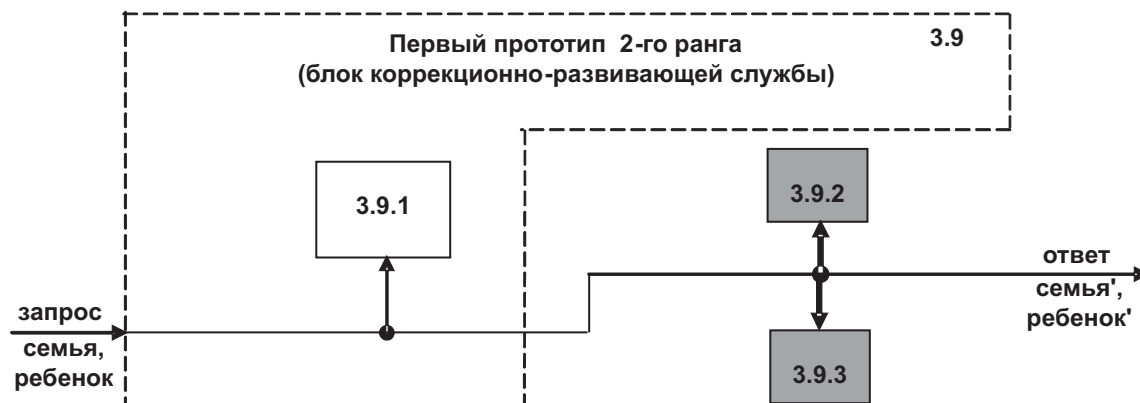 Первый прототип 2-го ранга
3.9
(блок коррекционно-развивающей службы)
3.9.1
3.9.2
ответ
семья',
ребенок'
запрос
семья,
ребенок
3.9.3